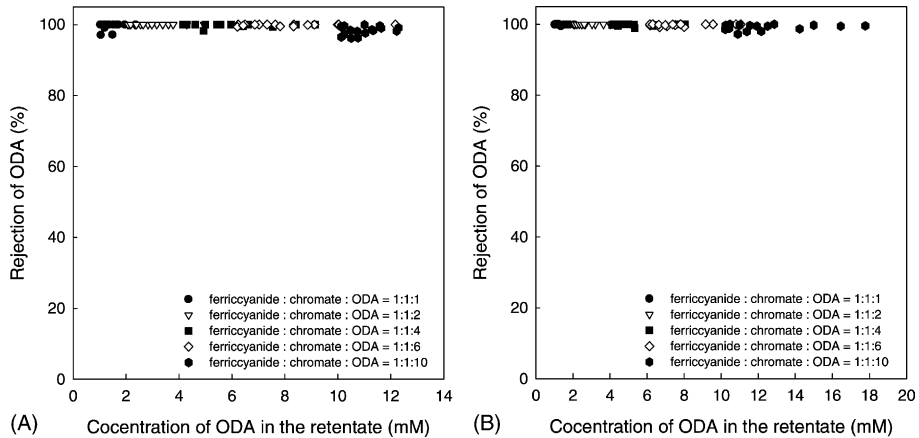 100
80
60
40
20
0
Rejection of ODA (%)
ferriccyanide : chromate : ODA = 1:1:1
ferriccyanide : chromate : ODA = 1:1:2
ferriccyanide : chromate : ODA = 1:1:4
ferriccyanide : chromate : ODA = 1:1:6
ferriccyanide : chromate : ODA = 1:1:10
0 2 4 6 8 10 12 14
(A) Cocentration of ODA in the retentate (mM)
100
80
60
40
20
0
Rejection of ODA (%)
ferriccyanide : chromate : ODA = 1:1:1
ferriccyanide : chromate : ODA = 1:1:2
ferriccyanide : chromate : ODA = 1:1:4
ferriccyanide : chromate : ODA = 1:1:6
ferriccyanide : chromate : ODA = 1:1:10
0 2 4 6 8 10 12 14 16 18 20
(B) Cocentration of ODA in the retentate (mM)